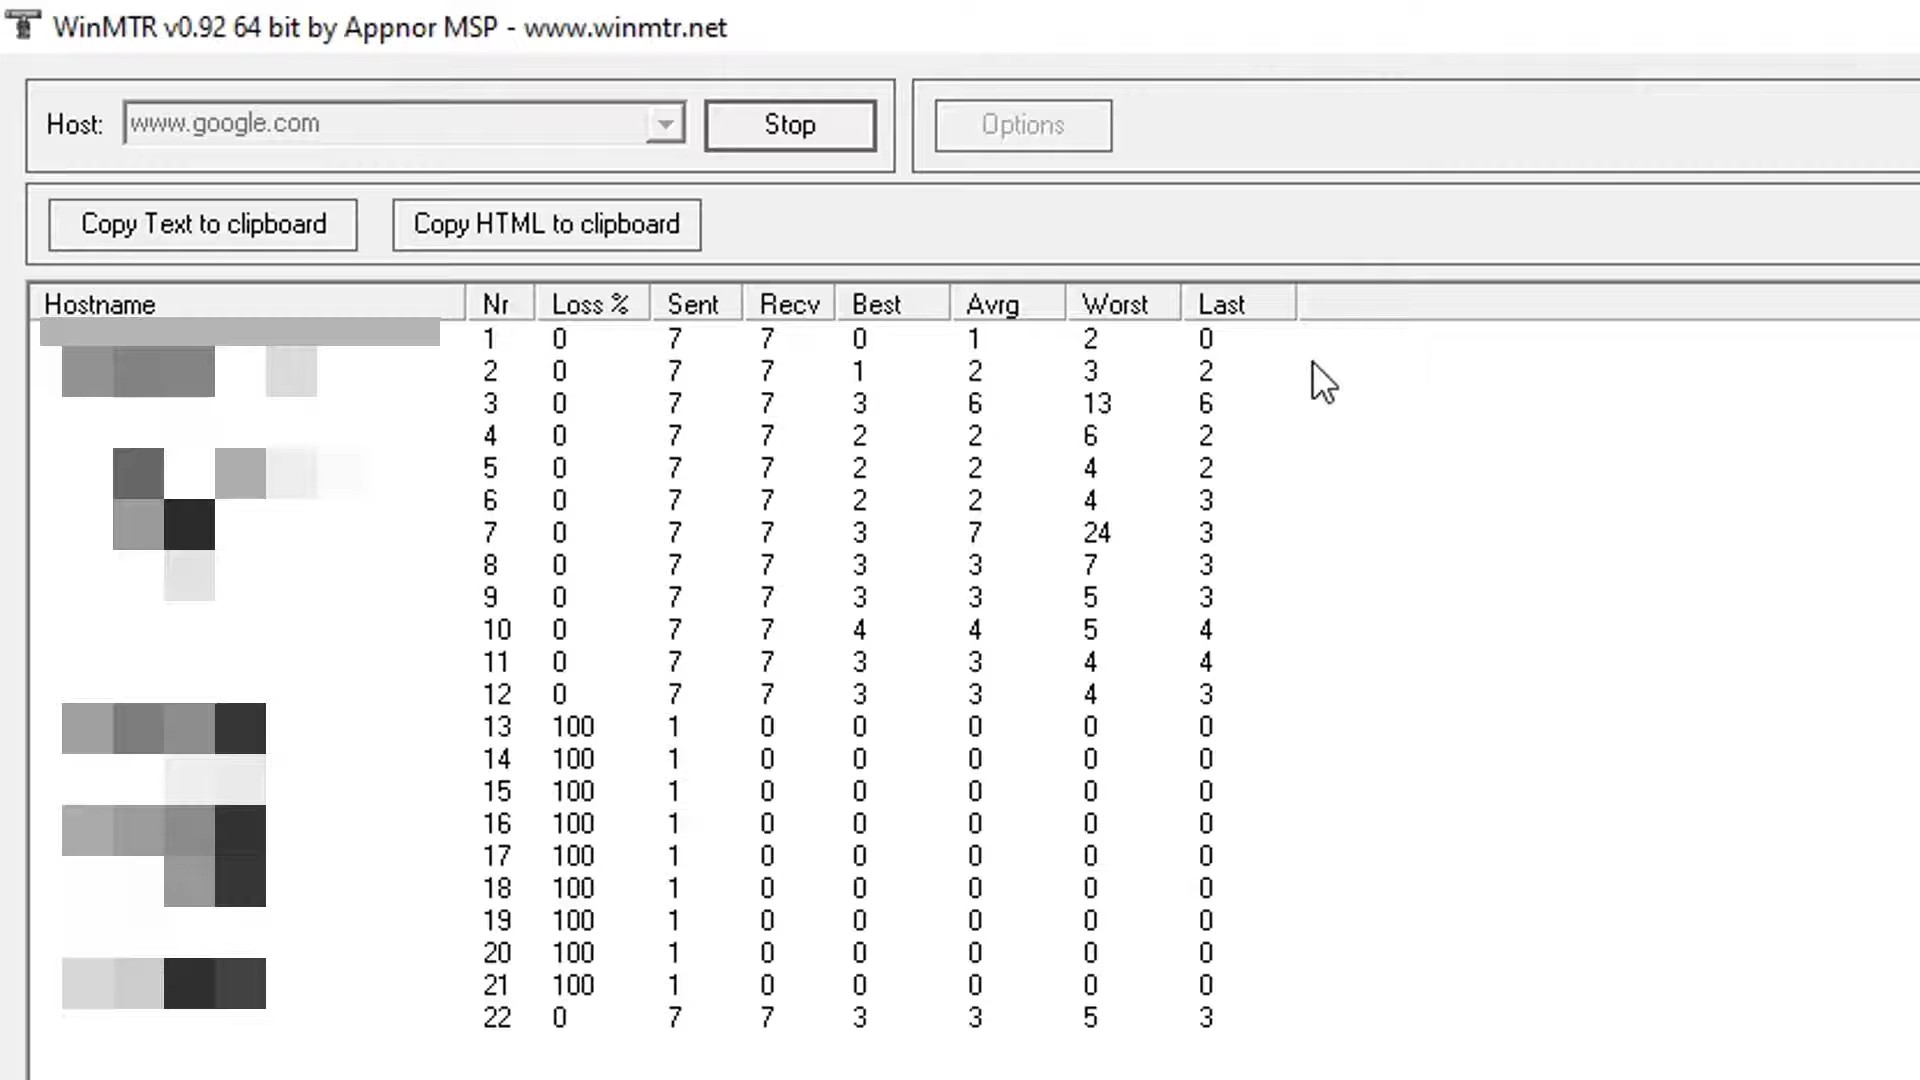 WinMTR v0.92 64 bit by Appnor MSP - www.winmtr.net
Host: www.google.com Stop Options
Copy Text to clipboard Copy HTML to clipboard
Hostname Nr Loss % Sent Recv Best Avrg Worst Last
1 0 7 7 0 1 2 0
2 0 7 7 1 2 3 2
3 0 7 7 3 6 13 6
4 0 7 7 2 2 6 2
5 0 7 7 2 2 4 2
6 0 7 7 2 2 4 3
7 0 7 7 3 7 24 3
8 0 7 7 3 3 7 3
9 0 7 7 3 3 5 3
10 0 7 7 4 4 5 4
11 0 7 7 3 3 4 4
12 0 7 7 3 3 4 3
13 100 1 0 0 0 0 0
14 100 1 0 0 0 0 0
15 100 1 0 0 0 0 0
16 100 1 0 0 0 0 0
17 100 1 0 0 0 0 0
18 100 1 0 0 0 0 0
19 100 1 0 0 0 0 0
20 100 1 0 0 0 0 0
21 100 1 0 0 0 0 0
22 0 7 7 3 3 5 3